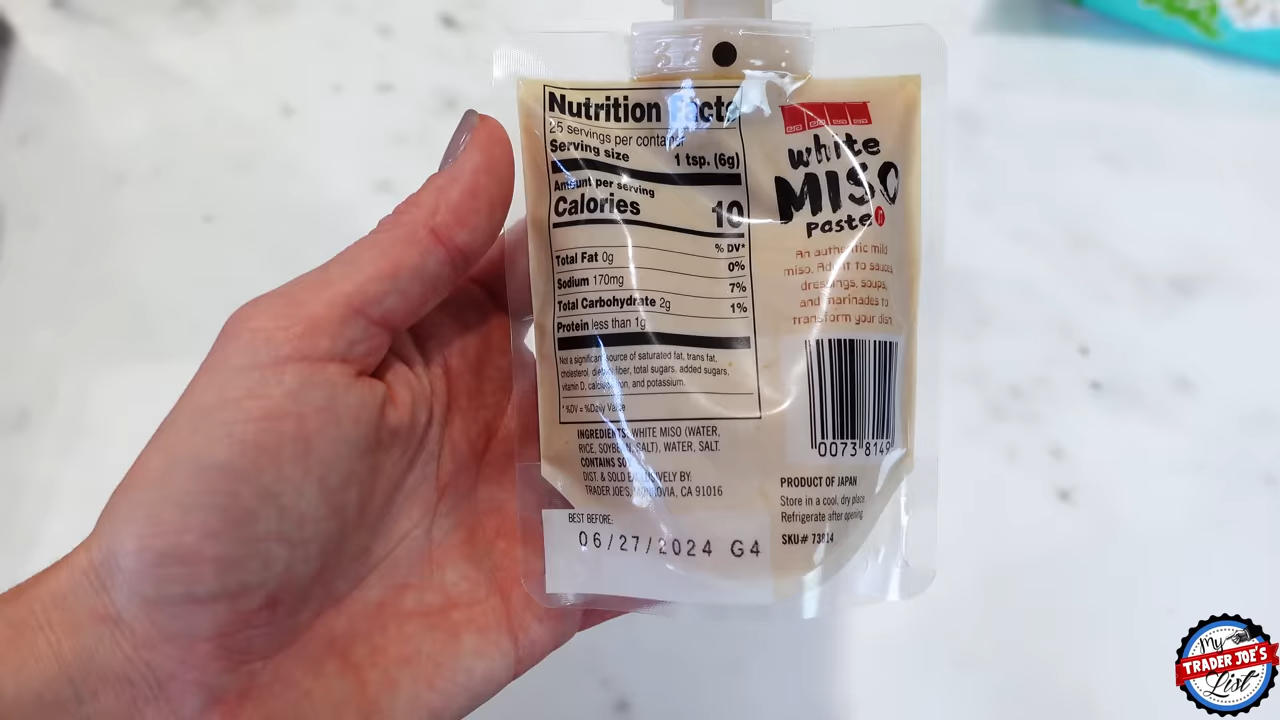 Nutrition Facts
25 servings per container
Serving size 1 tsp. (6g)
Amount per serving
Calories 10
% DV*
Total Fat 0g 0%
Sodium 170mg 7%
Total Carbohydrate 2g 1%
Protein less than 1g
Not a significant source of saturated fat, trans fat,
cholesterol, dietary fiber, total sugars, added sugars,
vitamin D, calcium, iron, and potassium.
* %DV = %Daily Value
INGREDIENTS: WHITE MISO (WATER,
RICE, SOYBEAN, SALT), WATER, SALT.
CONTAINS SOY.
DIST. & SOLD EXCLUSIVELY BY:
TRADER JOE'S, MONROVIA, CA 91016
BEST BEFORE:
06/27/2024 G4
white
MISO
paste
An authentic mild
miso. Add it to sauces,
dressings, soups,
and marinades to
transform your dish.
0073 8149
PRODUCT OF JAPAN
Store in a cool, dry place.
Refrigerate after opening.
SKU# 73814
My
TRADER JOE'S
List